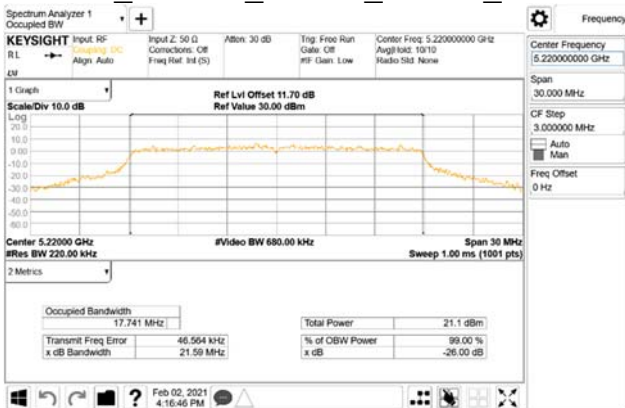 Spectrum Analyzer 1
Occupied BW
+
Frequency
KEYSIGHT
RL
Input: RF
Coupling: DC
Align: Auto
Input Z: 50 Ω
Corrections: Off
Freq Ref: Int (S)
Atten: 30 dB
Trig: Free Run
Gate: Off
#IF Gain: Low
Center Freq: 5.220000000 GHz
Avg|Hold: 10/10
Radio Std: None
Center Frequency
5.220000000 GHz
Span
30.000 MHz
CF Step
3.000000 MHz
Auto
Man
Freq Offset
0 Hz
1 Graph
Scale/Div 10.0 dB
Ref Lvl Offset 11.70 dB
Ref Value 30.00 dBm
Log
20.0
10.0
0.00
-10.0
-20.0
-30.0
-40.0
-50.0
-60.0
Center 5.22000 GHz
#Res BW 220.00 kHz
#Video BW 680.00 kHz
Span 30 MHz
Sweep 1.00 ms (1001 pts)
2 Metrics
Occupied Bandwidth
17.741 MHz
Transmit Freq Error 46.564 kHz
x dB Bandwidth 21.59 MHz
Total Power 21.1 dBm
% of OBW Power 99.00 %
x dB -26.00 dB
?
Feb 02, 2021
4:16:46 PM